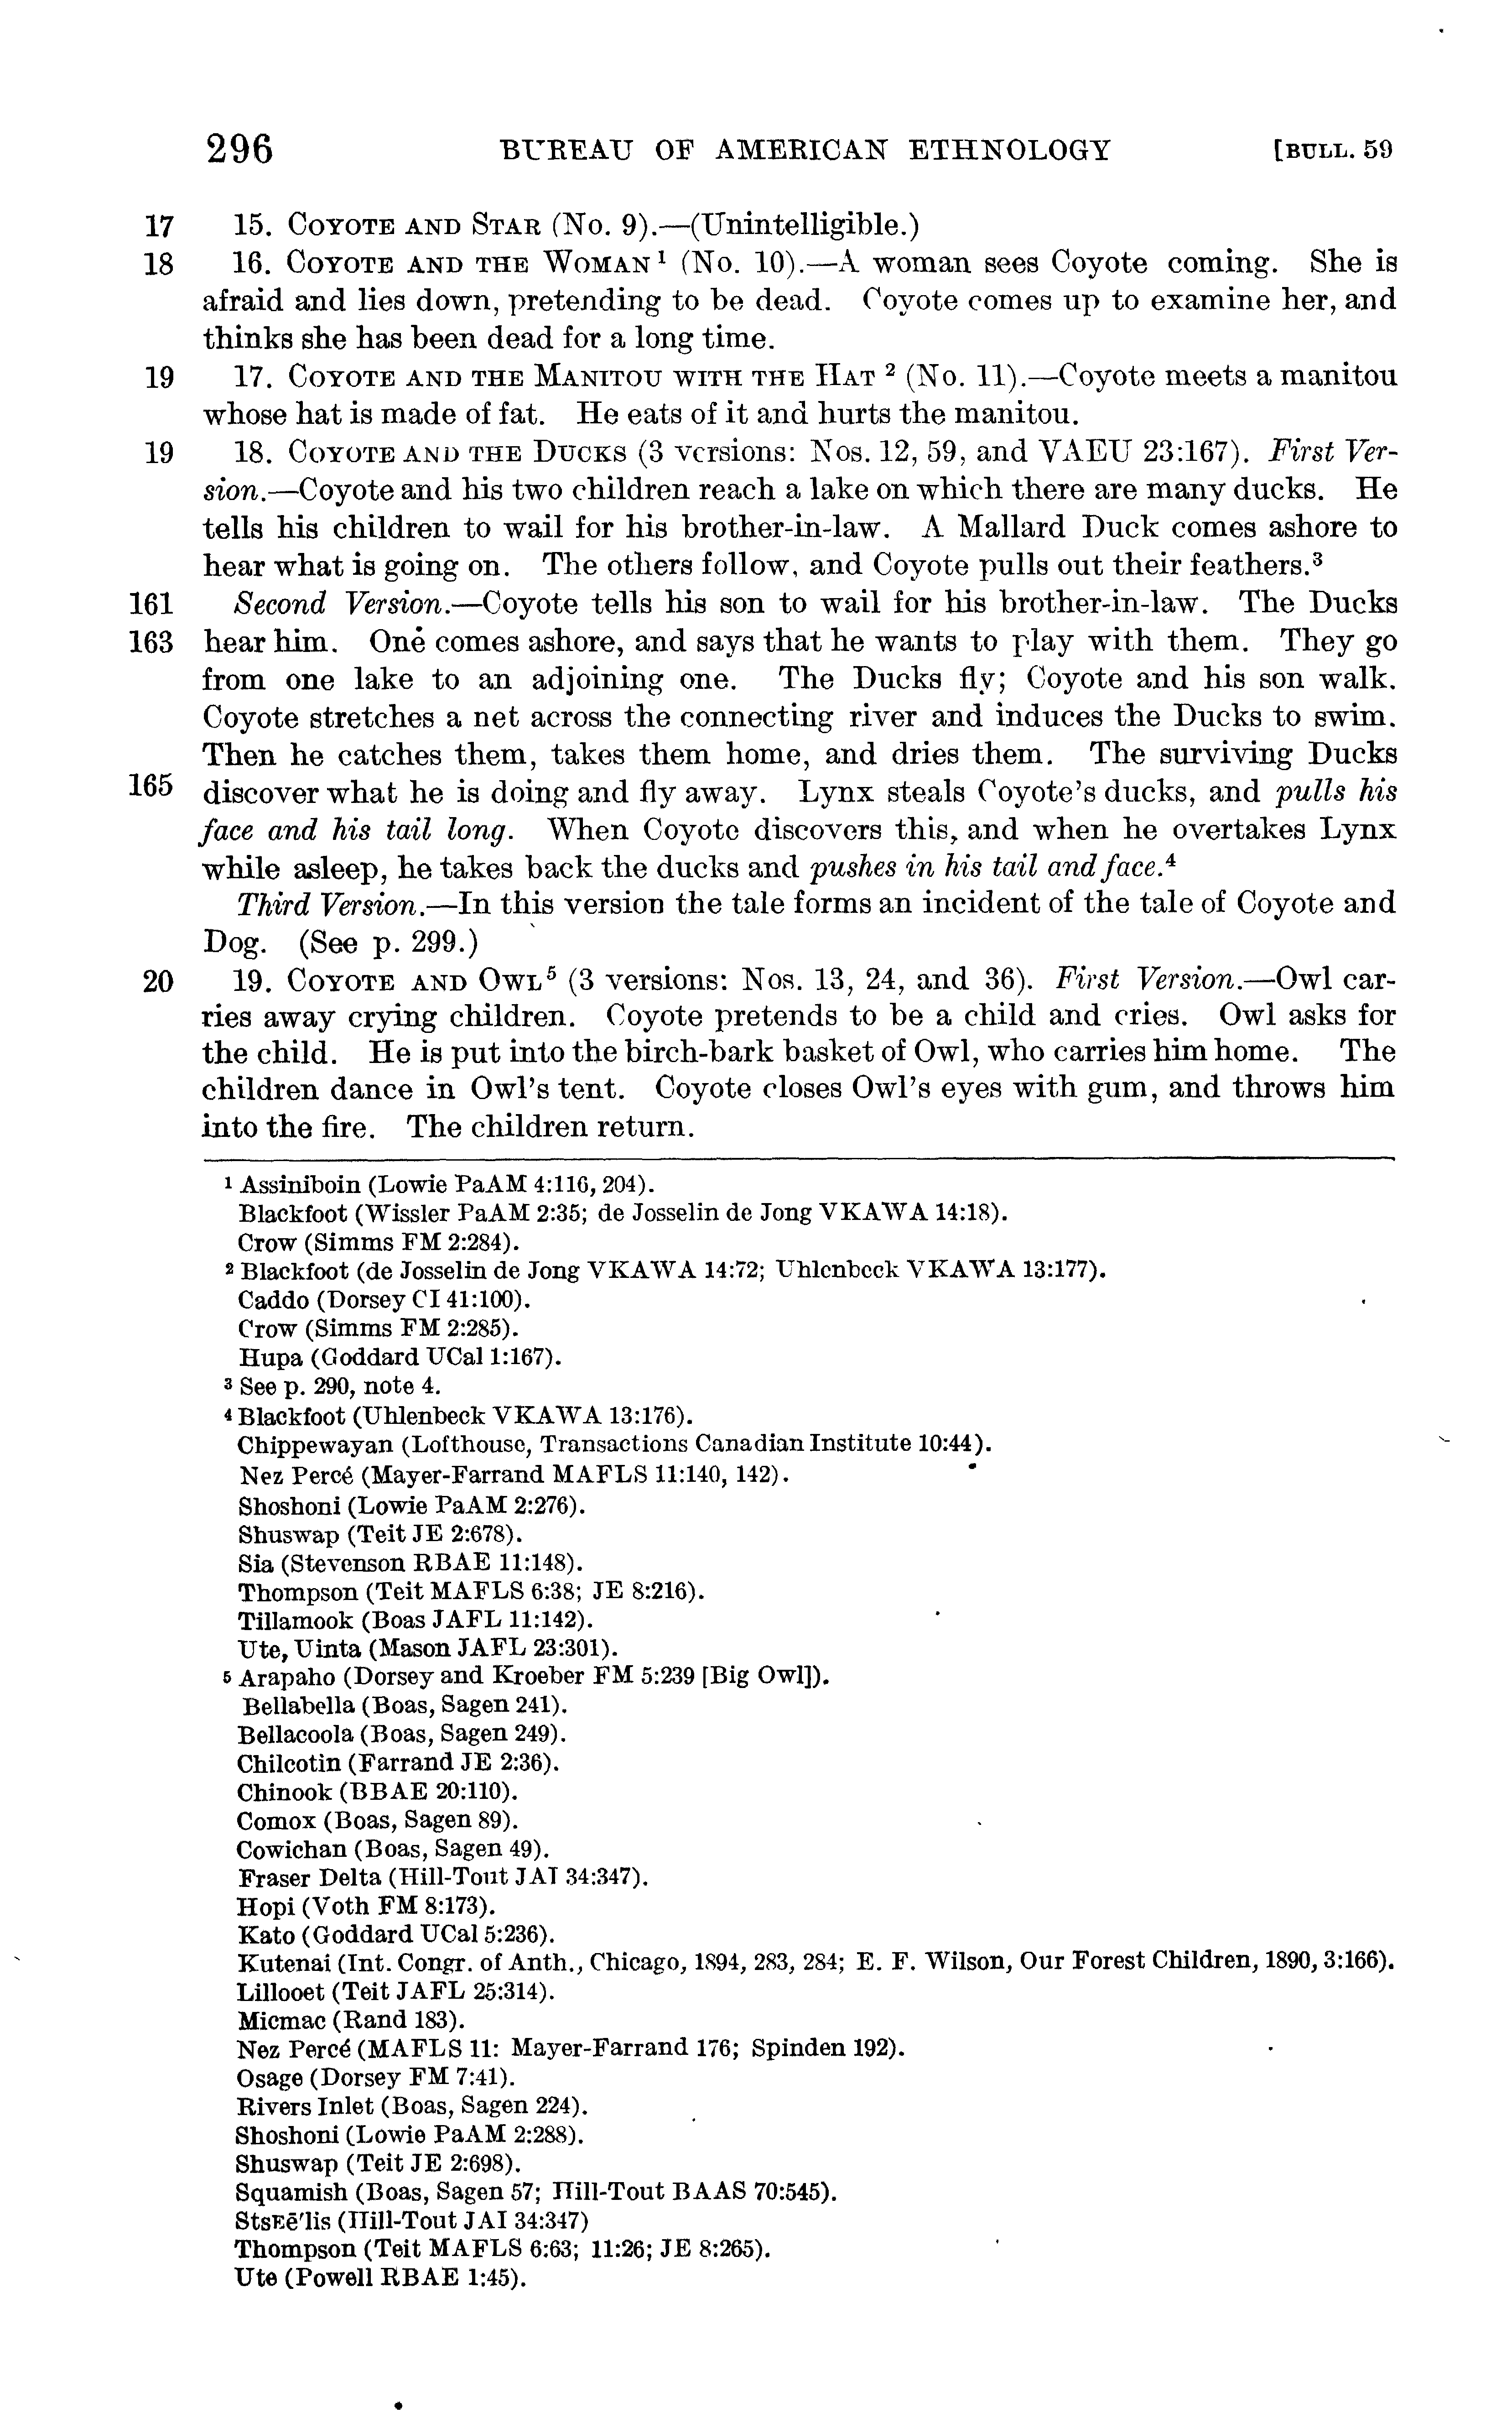 296 BUREAU OF AMERICAN ETHNOLOGY [BULL. 59
17 15. COYOTE AND STAR (No. 9).—(Unintelligible.)
18 16. COYOTE AND THE WOMAN ¹ (No. 10).—A woman sees Coyote coming. She is
afraid and lies down, pretending to be dead. Coyote comes up to examine her, and
thinks she has been dead for a long time.
19 17. COYOTE AND THE MANITOU WITH THE HAT ² (No. 11).—Coyote meets a manitou
whose hat is made of fat. He eats of it and hurts the manitou.
19 18. COYOTE AND THE DUCKS (3 versions: Nos. 12, 59, and VAEU 23:167). First Ver-
sion.—Coyote and his two children reach a lake on which there are many ducks. He
tells his children to wail for his brother-in-law. A Mallard Duck comes ashore to
hear what is going on. The others follow, and Coyote pulls out their feathers.³
161 Second Version.—Coyote tells his son to wail for his brother-in-law. The Ducks
163 hear him. One comes ashore, and says that he wants to play with them. They go
from one lake to an adjoining one. The Ducks fly; Coyote and his son walk.
Coyote stretches a net across the connecting river and induces the Ducks to swim.
Then he catches them, takes them home, and dries them. The surviving Ducks
165 discover what he is doing and fly away. Lynx steals Coyote's ducks, and pulls his
face and his tail long. When Coyote discovers this, and when he overtakes Lynx
while asleep, he takes back the ducks and pushes in his tail and face.⁴
Third Version.—In this version the tale forms an incident of the tale of Coyote and
Dog. (See p. 299.)
20 19. COYOTE AND OWL⁵ (3 versions: Nos. 13, 24, and 36). First Version.—Owl car-
ries away crying children. Coyote pretends to be a child and cries. Owl asks for
the child. He is put into the birch-bark basket of Owl, who carries him home. The
children dance in Owl's tent. Coyote closes Owl's eyes with gum, and throws him
into the fire. The children return.
¹ Assiniboin (Lowie PaAM 4:116, 204).
Blackfoot (Wissler PaAM 2:35; de Josselin de Jong VKAWA 14:18).
Crow (Simms FM 2:284).
² Blackfoot (de Josselin de Jong VKAWA 14:72; Uhlenbeck VKAWA 13:177).
Caddo (Dorsey CI 41:100).
Crow (Simms FM 2:285).
Hupa (Goddard UCal 1:167).
³ See p. 290, note 4.
⁴ Blackfoot (Uhlenbeck VKAWA 13:176).
Chippewayan (Lofthouse, Transactions Canadian Institute 10:44).
Nez Percé (Mayer-Farrand MAFLS 11:140, 142).
Shoshoni (Lowie PaAM 2:276).
Shuswap (Teit JE 2:678).
Sia (Stevenson RBAE 11:148).
Thompson (Teit MAFLS 6:38; JE 8:216).
Tillamook (Boas JAFL 11:142).
Ute, Uinta (Mason JAFL 23:301).
⁵ Arapaho (Dorsey and Kroeber FM 5:239 [Big Owl]).
Bellabella (Boas, Sagen 241).
Bellacoola (Boas, Sagen 249).
Chilcotin (Farrand JE 2:36).
Chinook (BBAE 20:110).
Comox (Boas, Sagen 89).
Cowichan (Boas, Sagen 49).
Fraser Delta (Hill-Tout JAI 34:347).
Hopi (Voth FM 8:173).
Kato (Goddard UCal 5:236).
Kutenai (Int. Congr. of Anth., Chicago, 1894, 283, 284; E. F. Wilson, Our Forest Children, 1890, 3:166).
Lillooet (Teit JAFL 25:314).
Micmac (Rand 183).
Nez Percé (MAFLS 11: Mayer-Farrand 176; Spinden 192).
Osage (Dorsey FM 7:41).
Rivers Inlet (Boas, Sagen 224).
Shoshoni (Lowie PaAM 2:288).
Shuswap (Teit JE 2:698).
Squamish (Boas, Sagen 57; Hill-Tout BAAS 70:545).
StsEē′lis (Hill-Tout JAI 34:347)
Thompson (Teit MAFLS 6:63; 11:26; JE 8:265).
Ute (Powell RBAE 1:45).